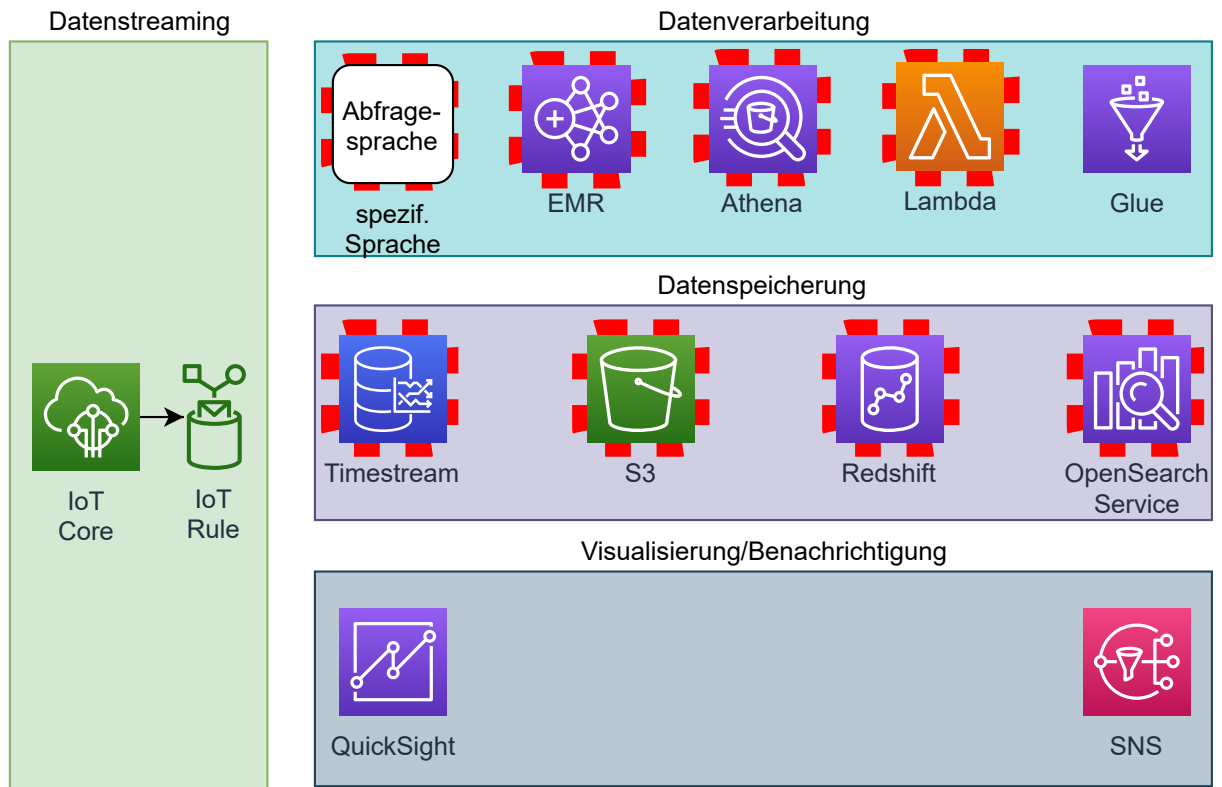 Datenstreaming
IoT
Core
IoT
Rule
Datenverarbeitung
Abfrage-
sprache
spezif.
Sprache
EMR
Athena
Lambda
Glue
Datenspeicherung
Timestream
S3
Redshift
OpenSearch
Service
Visualisierung/Benachrichtigung
QuickSight
SNS